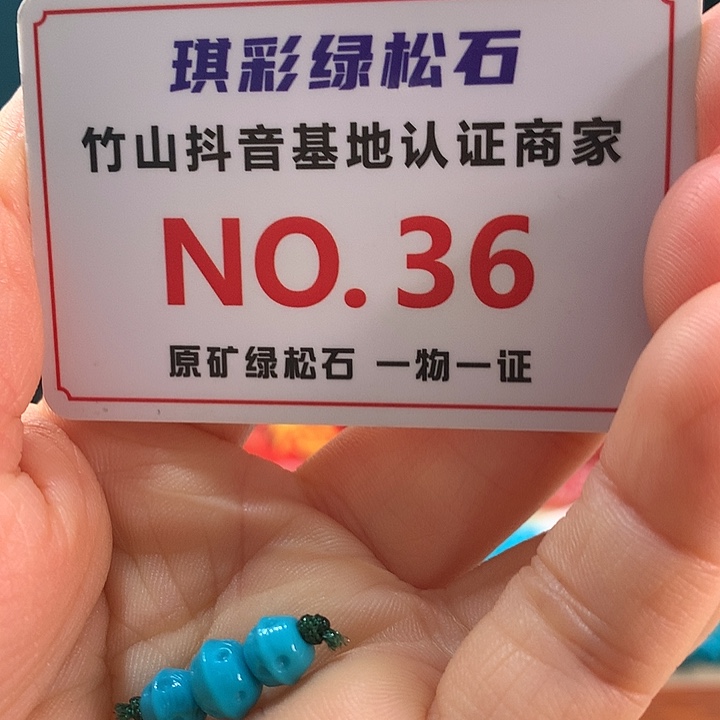 琪彩绿松石
竹山抖音基地认证商家
NO.36
原矿绿松石 一物一证